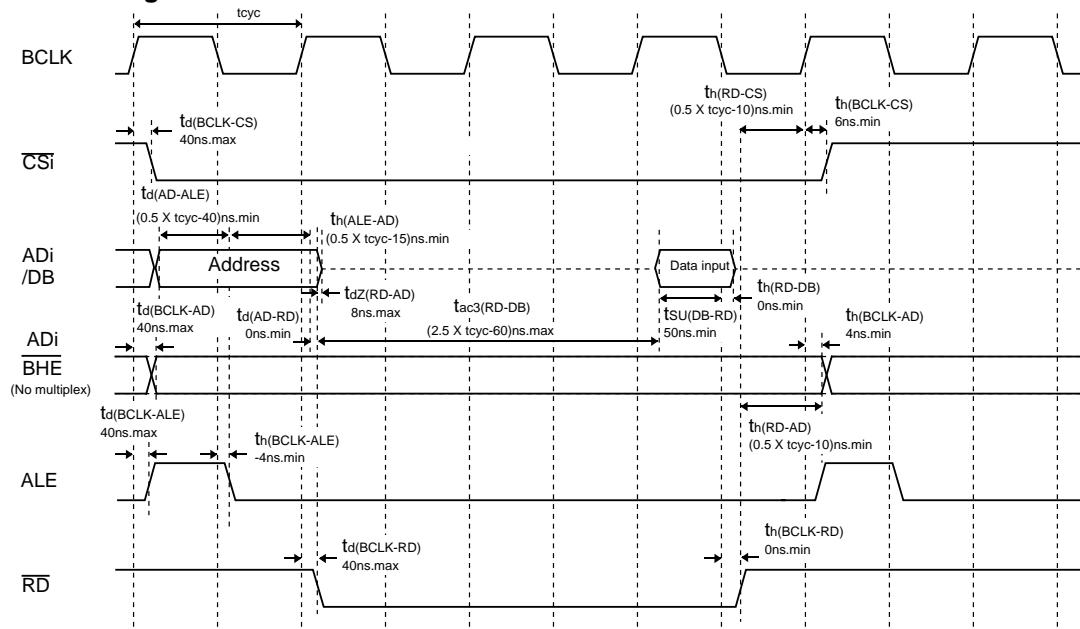 tcyc
BCLK
th(RD-CS)
(0.5 X tcyc-10)ns.min
th(BCLK-CS)
6ns.min
td(BCLK-CS)
40ns.max
CSi
td(AD-ALE)
(0.5 X tcyc-40)ns.min
th(ALE-AD)
(0.5 X tcyc-15)ns.min
ADi
/DB
Address
Data input
tdZ(RD-AD)
8ns.max
th(RD-DB)
0ns.min
td(BCLK-AD)
40ns.max
td(AD-RD)
0ns.min
tac3(RD-DB)
(2.5 X tcyc-60)ns.max
tSU(DB-RD)
50ns.min
th(BCLK-AD)
4ns.min
ADi
BHE
(No multiplex)
td(BCLK-ALE)
40ns.max
th(BCLK-ALE)
-4ns.min
th(RD-AD)
(0.5 X tcyc-10)ns.min
ALE
td(BCLK-RD)
40ns.max
th(BCLK-RD)
0ns.min
RD